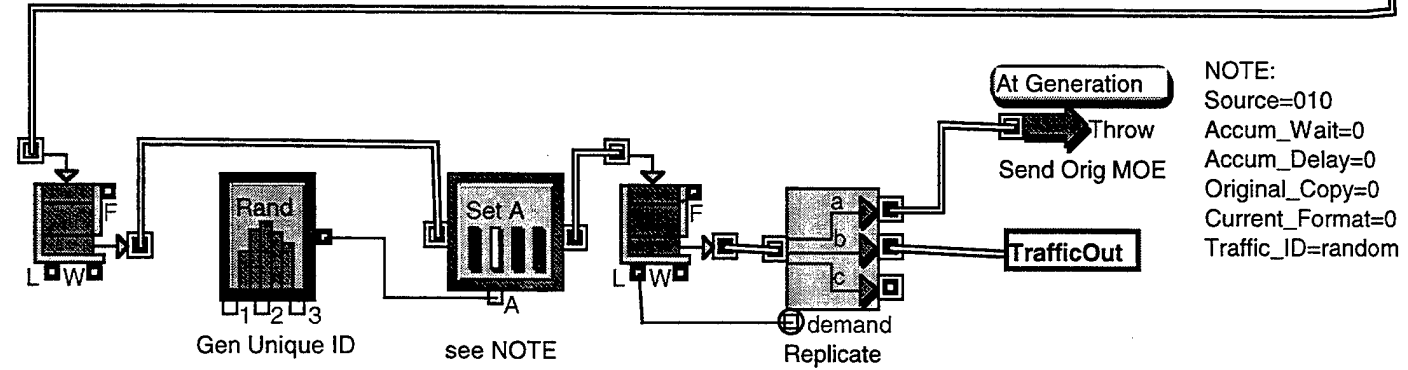 At Generation
Throw
Send Orig MOE
NOTE:
Source=010
Accum_Wait=0
Accum_Delay=0
Original_Copy=0
Current_Format=0
Traffic_ID=random
F
L W
Rand
1 2 3
Gen Unique ID
Set A
A
see NOTE
F
L W
a
b
c
demand
Replicate
TrafficOut